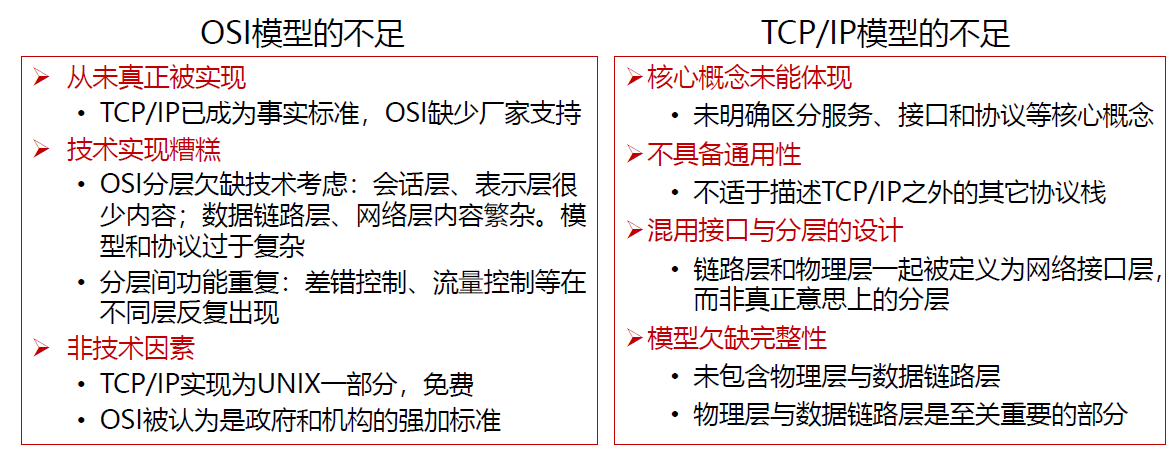 OSI模型的不足
➢ 从未真正被实现
• TCP/IP已成为事实标准，OSI缺少厂家支持
➢ 技术实现糟糕
• OSI分层欠缺技术考虑：会话层、表示层很
少内容；数据链路层、网络层内容繁杂。模
型和协议过于复杂
• 分层间功能重复：差错控制、流量控制等在
不同层反复出现
➢ 非技术因素
• TCP/IP实现为UNIX一部分，免费
• OSI被认为是政府和机构的强加标准
TCP/IP模型的不足
➢核心概念未能体现
• 未明确区分服务、接口和协议等核心概念
➢不具备通用性
• 不适于描述TCP/IP之外的其它协议栈
➢混用接口与分层的设计
• 链路层和物理层一起被定义为网络接口层，
而非真正意思上的分层
➢模型欠缺完整性
• 未包含物理层与数据链路层
• 物理层与数据链路层是至关重要的部分